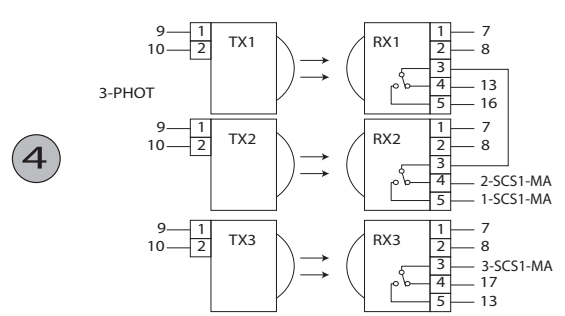 9 1 TX1 RX1 1 7
10 2 2 8
3
3-PHOT 4 13
5 16
9 1 TX2 RX2 1 7
10 2 2 8
3
4 4 2-SCS1-MA
5 1-SCS1-MA
9 1 TX3 RX3 1 7
10 2 2 8
3 3-SCS1-MA
4 17
5 13